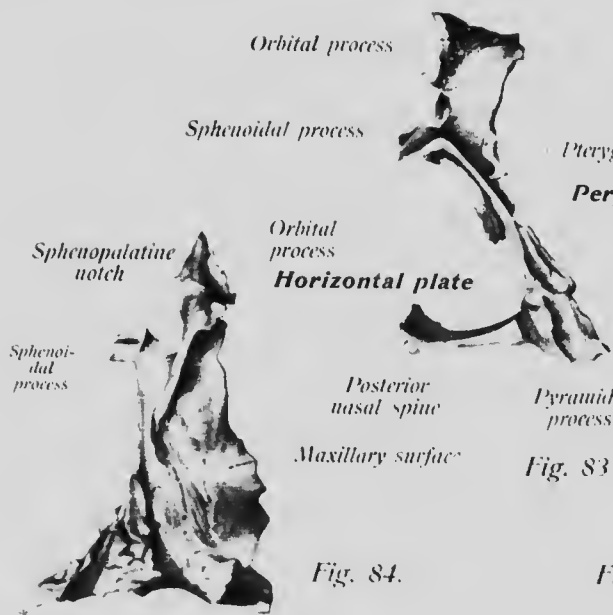 Orbital process
Sphenoidal process
Sphenopalatine
notch
Orbital
process
Horizontal plate
Sphenoi-
dal
process
Posterior
nasal spine
Pyramid
process
Maxillary surface
Fig. 83
Fig. 84.
F